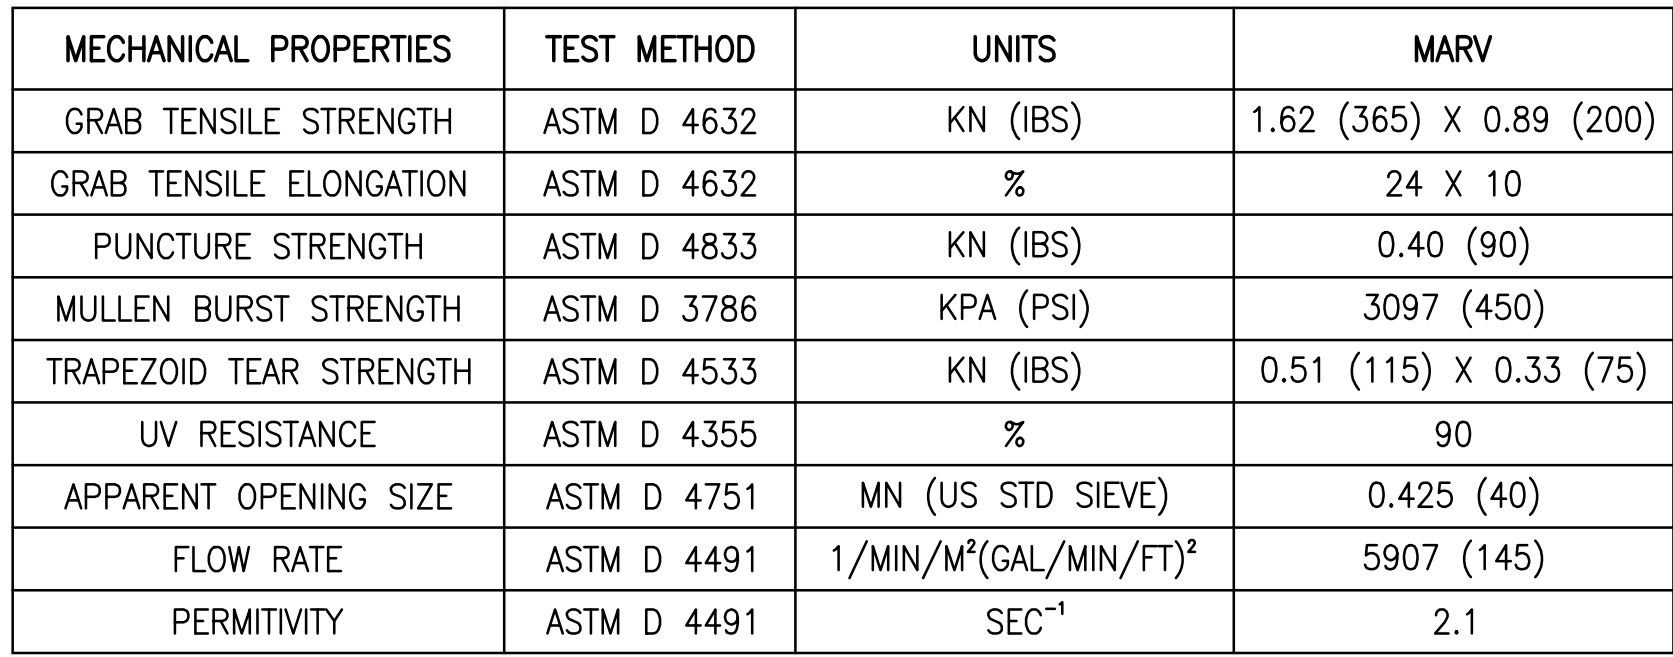 MECHANICAL PROPERTIES TEST METHOD UNITS MARV
GRAB TENSILE STRENGTH ASTM D 4632 KN (IBS) 1.62 (365) X 0.89 (200)
GRAB TENSILE ELONGATION ASTM D 4632 % 24 X 10
PUNCTURE STRENGTH ASTM D 4833 KN (IBS) 0.40 (90)
MULLEN BURST STRENGTH ASTM D 3786 KPA (PSI) 3097 (450)
TRAPEZOID TEAR STRENGTH ASTM D 4533 KN (IBS) 0.51 (115) X 0.33 (75)
UV RESISTANCE ASTM D 4355 % 90
APPARENT OPENING SIZE ASTM D 4751 MN (US STD SIEVE) 0.425 (40)
FLOW RATE ASTM D 4491 1/MIN/M²(GAL/MIN/FT)² 5907 (145)
PERMITIVITY ASTM D 4491 SEC⁻¹ 2.1